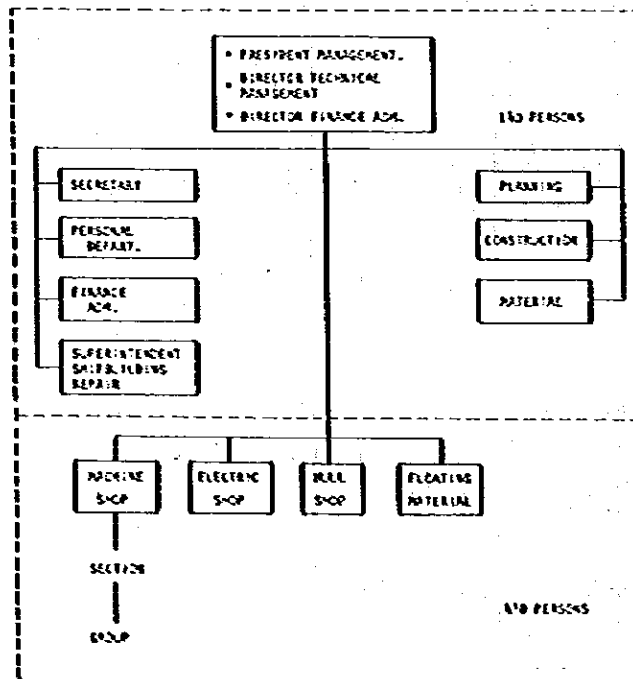 • PRESIDENT MANAGEMENT.
• DIRECTOR TECHNICAL
MANAGEMENT
• DIRECTOR FINANCE ADM.
PERSONS
SECRETARY
PERSONAL
DEPART.
FINANCE
ADM.
SUPERINTENDENT
SHIPBUILDING
REPAIR
PLANNING
CONSTRUCTION
MATERIAL
MACHINE
SHOP
ELECTRIC
SHOP
HULL
SHOP
FLOATING
MATERIAL
SECTION
GROUP
PERSONS